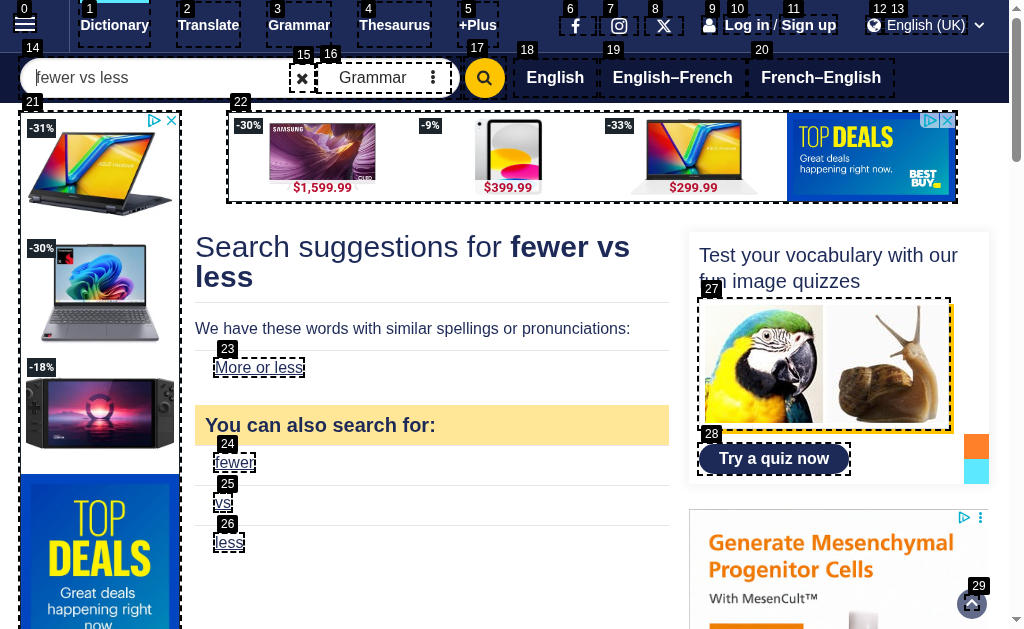 0 1 2 3 4 5 6 7 8 9 10 11 12 13
Dictionary Translate Grammar Thesaurus +Plus Log in / Sign up English (UK)
14 15 16 17 18 19 20
fewer vs less Grammar English English–French French–English
21 22
-31%
-30% SAMSUNG OLED $1,599.99
-9% $399.99
-33% $299.99
TOP DEALS
Great deals
happening right now.
BEST
BUY
-30%
-18%
TOP
DEALS
Great deals
happening right
now.
Search suggestions for fewer vs
less
We have these words with similar spellings or pronunciations:
23
More or less
You can also search for:
24
fewer
25
vs
26
less
Test your vocabulary with our
fun image quizzes
27
28
Try a quiz now
Generate Mesenchymal
Progenitor Cells
With MesenCult™
29